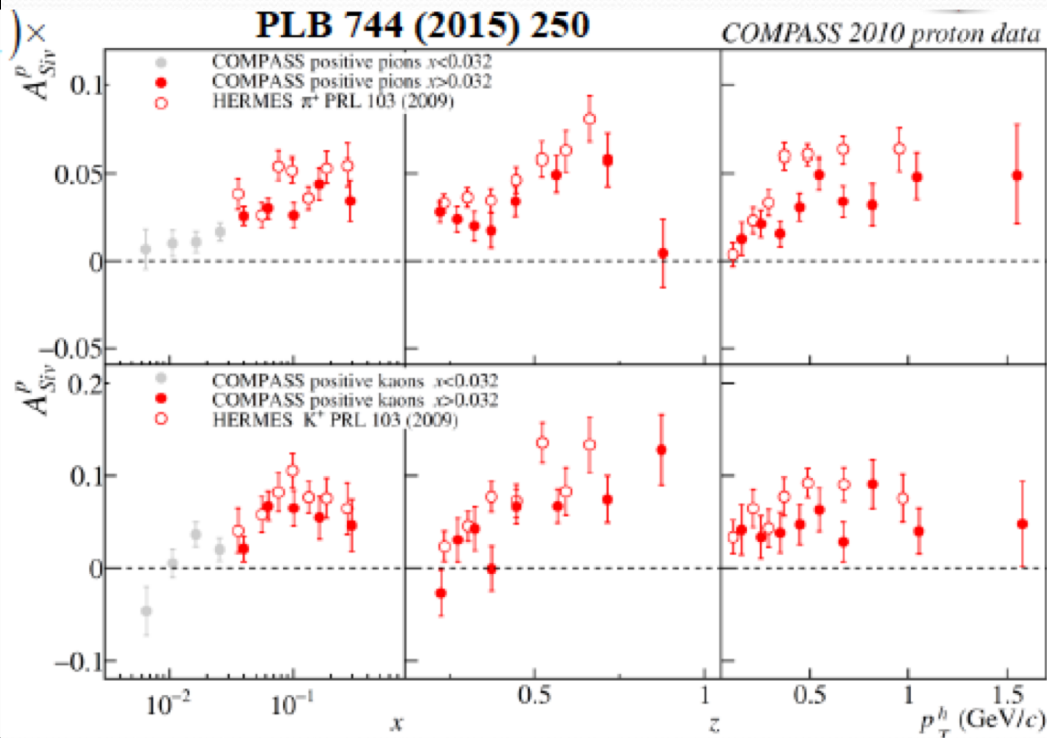 )×
PLB 744 (2015) 250
COMPASS 2010 proton data
A^p_Siv
COMPASS positive pions x<0.032
COMPASS positive pions x>0.032
HERMES π⁺ PRL 103 (2009)
0.1
0.05
0
−0.05
A^p_Siv
COMPASS positive kaons x<0.032
COMPASS positive kaons x>0.032
HERMES K⁺ PRL 103 (2009)
0.2
0.1
0
−0.1
10⁻² 10⁻¹ 0.5 1 0.5 1 1.5
x z p_T^h (GeV/c)